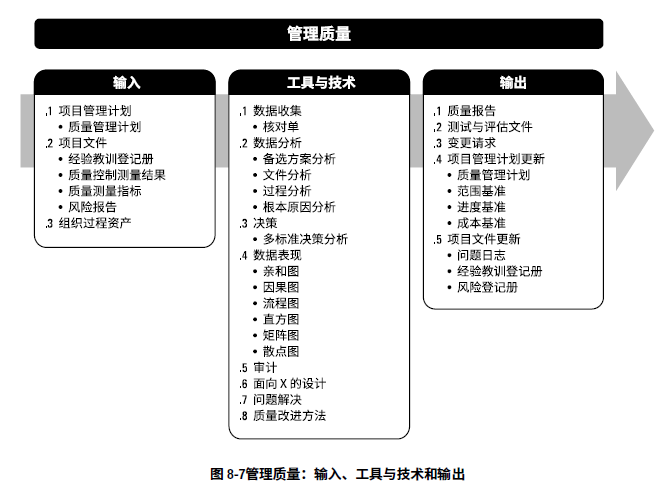 管理质量
输入
.1 项目管理计划
• 质量管理计划
.2 项目文件
• 经验教训登记册
• 质量控制测量结果
• 质量测量指标
• 风险报告
.3 组织过程资产
工具与技术
.1 数据收集
• 核对单
.2 数据分析
• 备选方案分析
• 文件分析
• 过程分析
• 根本原因分析
.3 决策
• 多标准决策分析
.4 数据表现
• 亲和图
• 因果图
• 流程图
• 直方图
• 矩阵图
• 散点图
.5 审计
.6 面向 X 的设计
.7 问题解决
.8 质量改进方法
输出
.1 质量报告
.2 测试与评估文件
.3 变更请求
.4 项目管理计划更新
• 质量管理计划
• 范围基准
• 进度基准
• 成本基准
.5 项目文件更新
• 问题日志
• 经验教训登记册
• 风险登记册
图 8-7管理质量：输入、工具与技术和输出